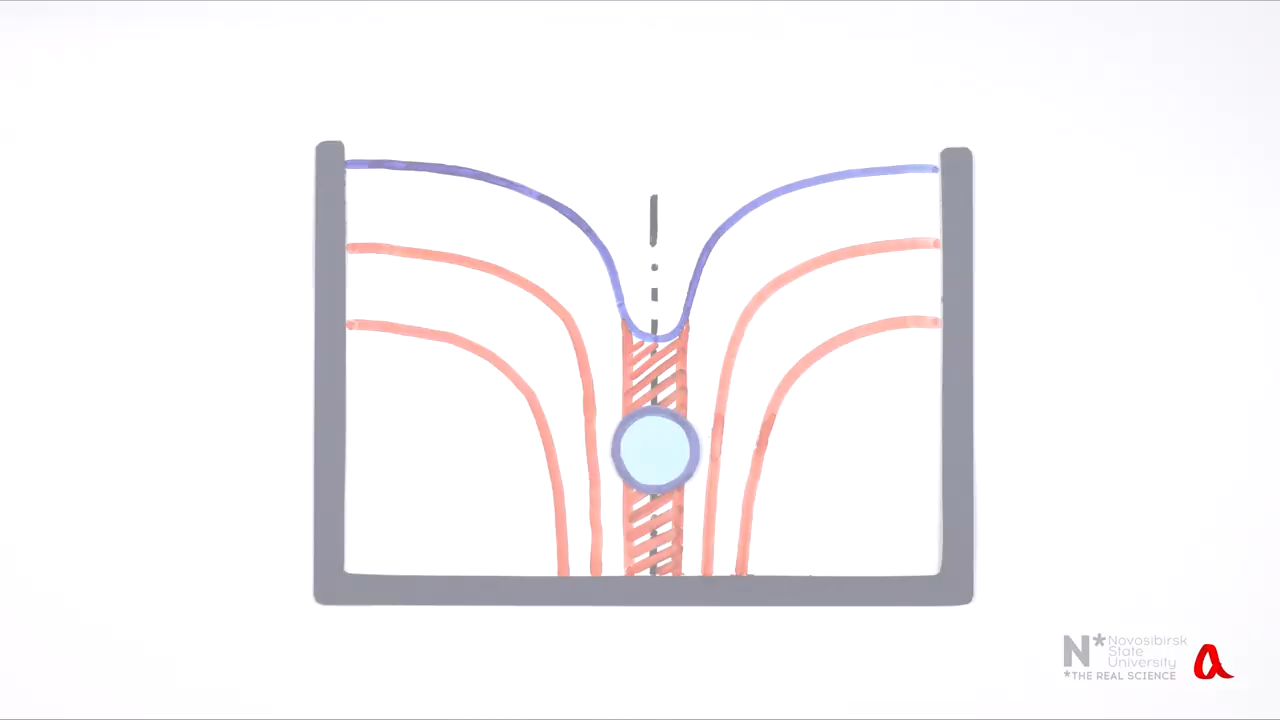 N*
Novosibirsk
State
University
*THE REAL SCIENCE
a